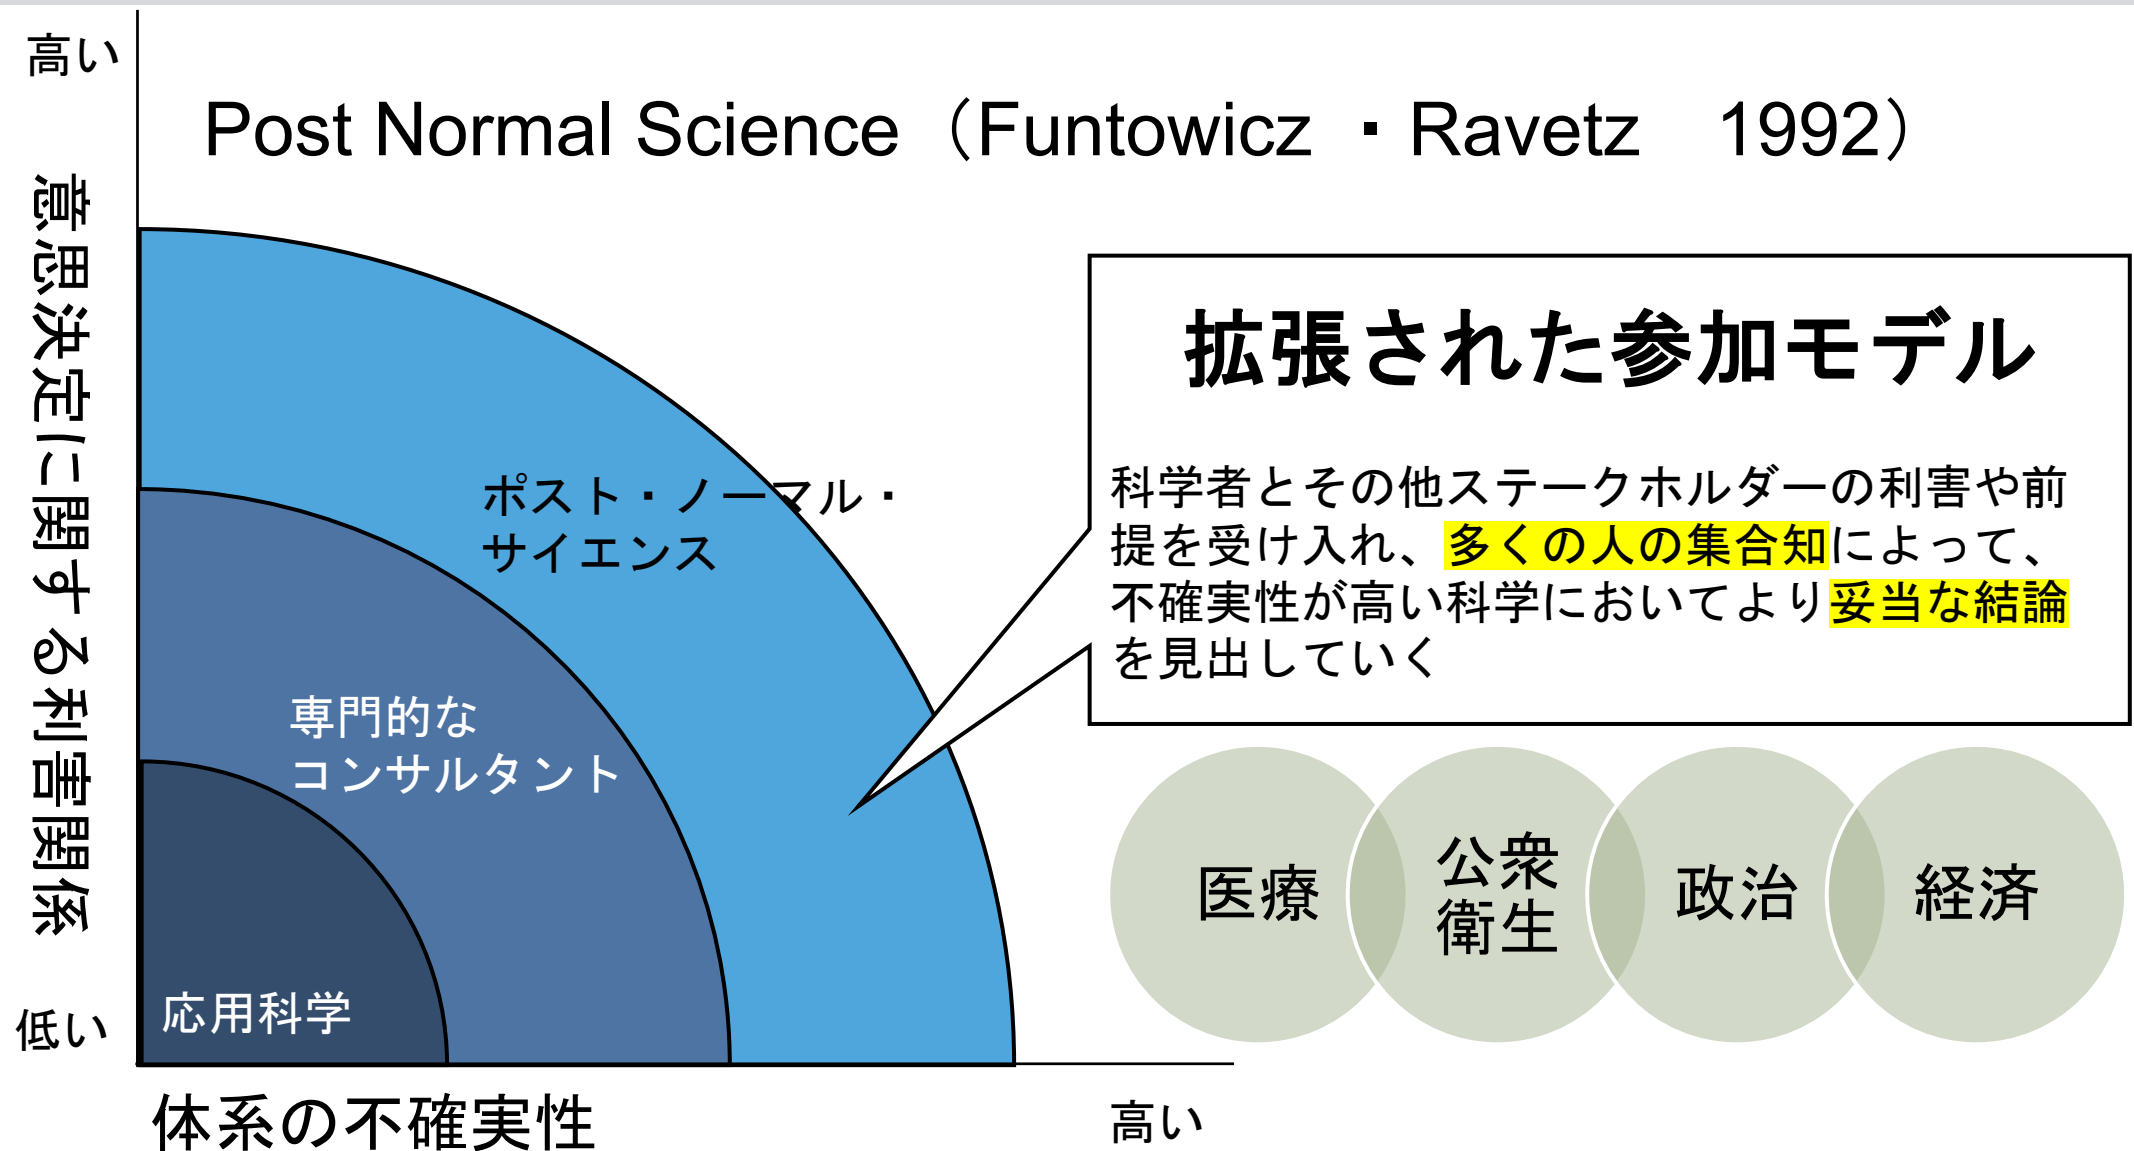 高い
Post Normal Science（Funtowicz ・Ravetz　1992）
意思決定に関する利害関係
拡張された参加モデル
科学者とその他ステークホルダーの利害や前
提を受け入れ、多くの人の集合知によって、
不確実性が高い科学においてより妥当な結論
を見出していく
ポスト・ノーマル・
サイエンス
専門的な
コンサルタント
応用科学
医療
公衆
衛生
政治
経済
低い
体系の不確実性
高い